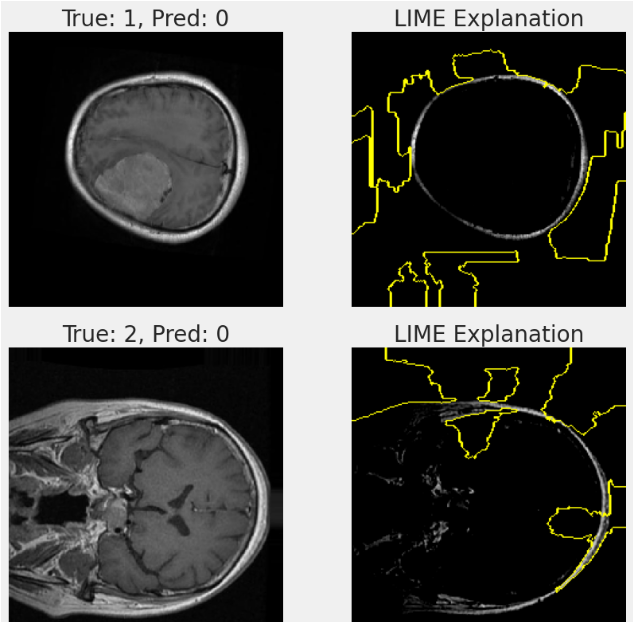 True: 1, Pred: 0
LIME Explanation
True: 2, Pred: 0
LIME Explanation